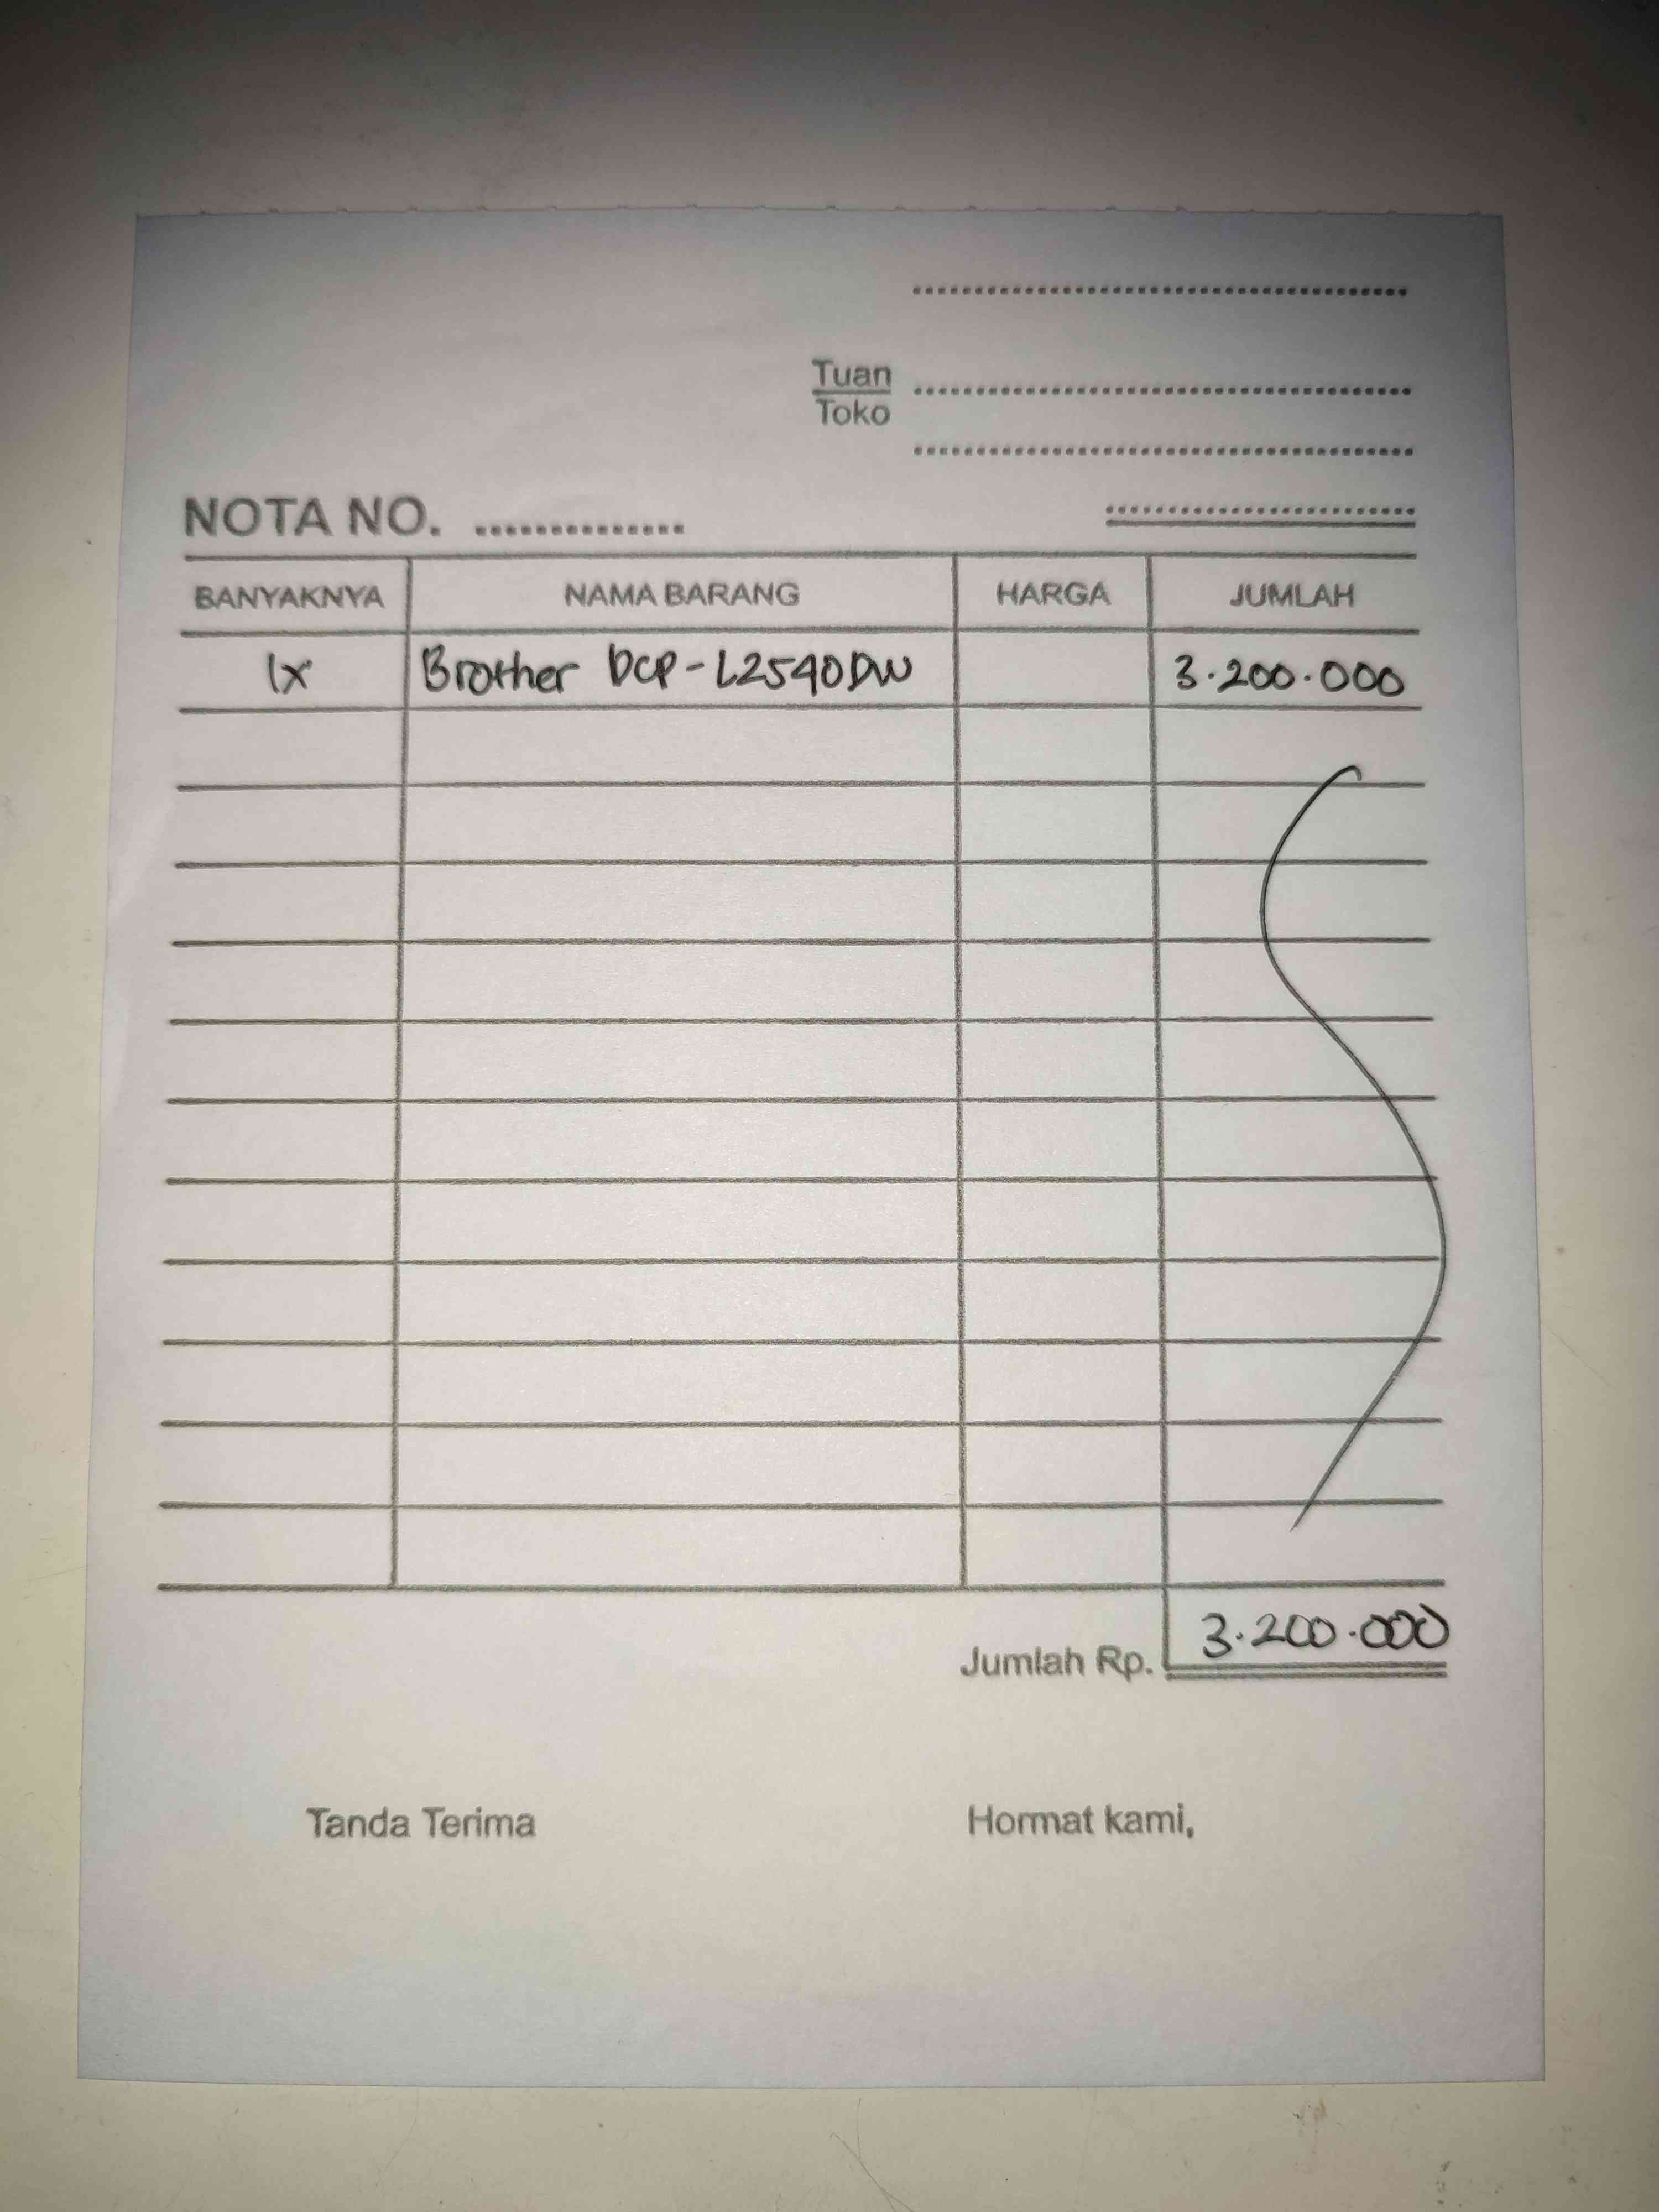 Tuan
Toko
NOTA NO. ..............
BANYAKNYA NAMA BARANG HARGA JUMLAH
1x Brother DCP-L2540DW 3.200.000
Jumlah Rp. 3.200.000
Tanda Terima Hormat kami,